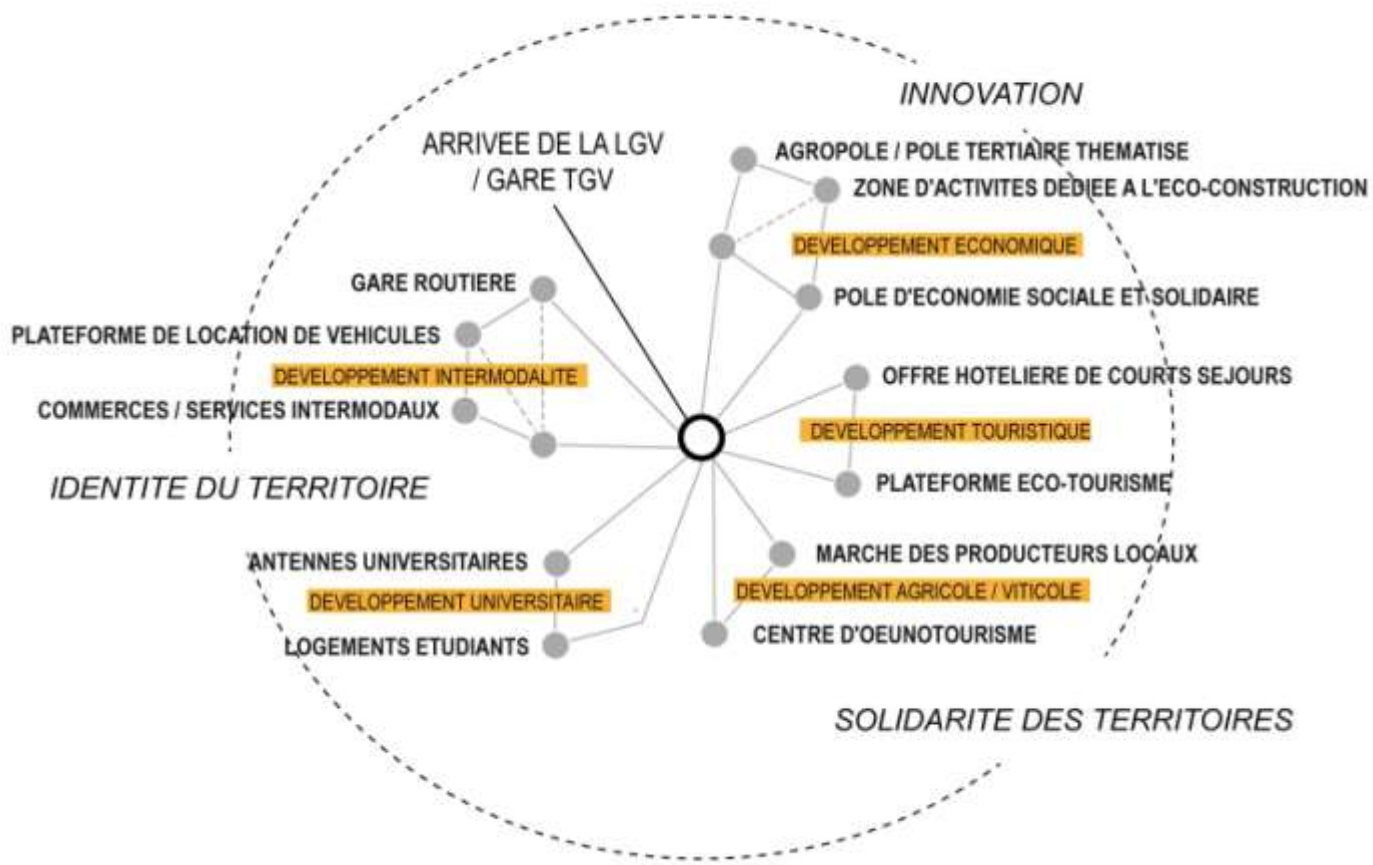 INNOVATION
ARRIVEE DE LA LGV
/ GARE TGV
AGROPOLE / POLE TERTIAIRE THEMATISE
ZONE D'ACTIVITES DEDIEE A L'ECO-CONSTRUCTION
DEVELOPPEMENT ECONOMIQUE
POLE D'ECONOMIE SOCIALE ET SOLIDAIRE
GARE ROUTIERE
PLATEFORME DE LOCATION DE VEHICULES
DEVELOPPEMENT INTERMODALITE
COMMERCES / SERVICES INTERMODAUX
OFFRE HOTELIERE DE COURTS SEJOURS
DEVELOPPEMENT TOURISTIQUE
PLATEFORME ECO-TOURISME
IDENTITE DU TERRITOIRE
ANTENNES UNIVERSITAIRES
DEVELOPPEMENT UNIVERSITAIRE
LOGEMENTS ETUDIANTS
MARCHE DES PRODUCTEURS LOCAUX
DEVELOPPEMENT AGRICOLE / VITICOLE
CENTRE D'OEUNOTOURISME
SOLIDARITE DES TERRITOIRES